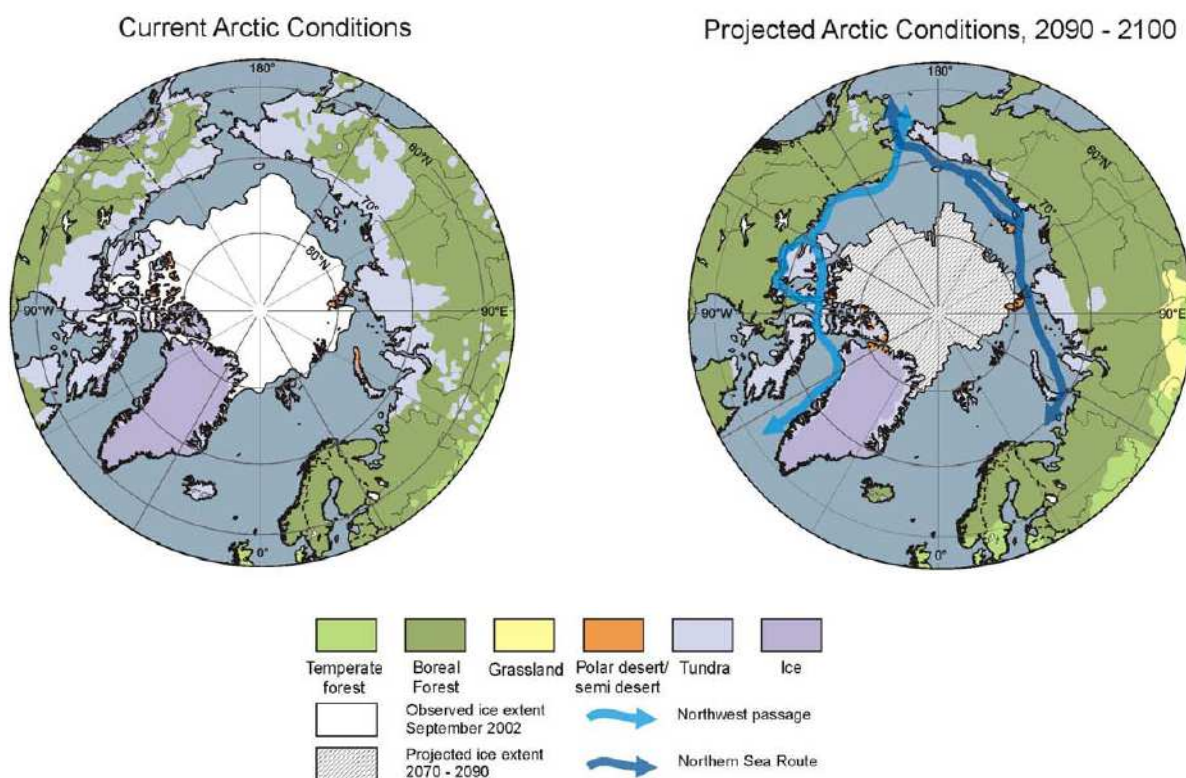 Current Arctic Conditions
Projected Arctic Conditions, 2090 - 2100
180°
60°N
70°
80°N
90°W
90°E
0°
180°
60°N
70°
80°N
90°W
90°E
0°
Temperate
forest
Boreal
Forest
Grassland
Polar desert/
semi desert
Tundra
Ice
Observed ice extent
September 2002
Northwest passage
Projected ice extent
2070 - 2090
Northern Sea Route